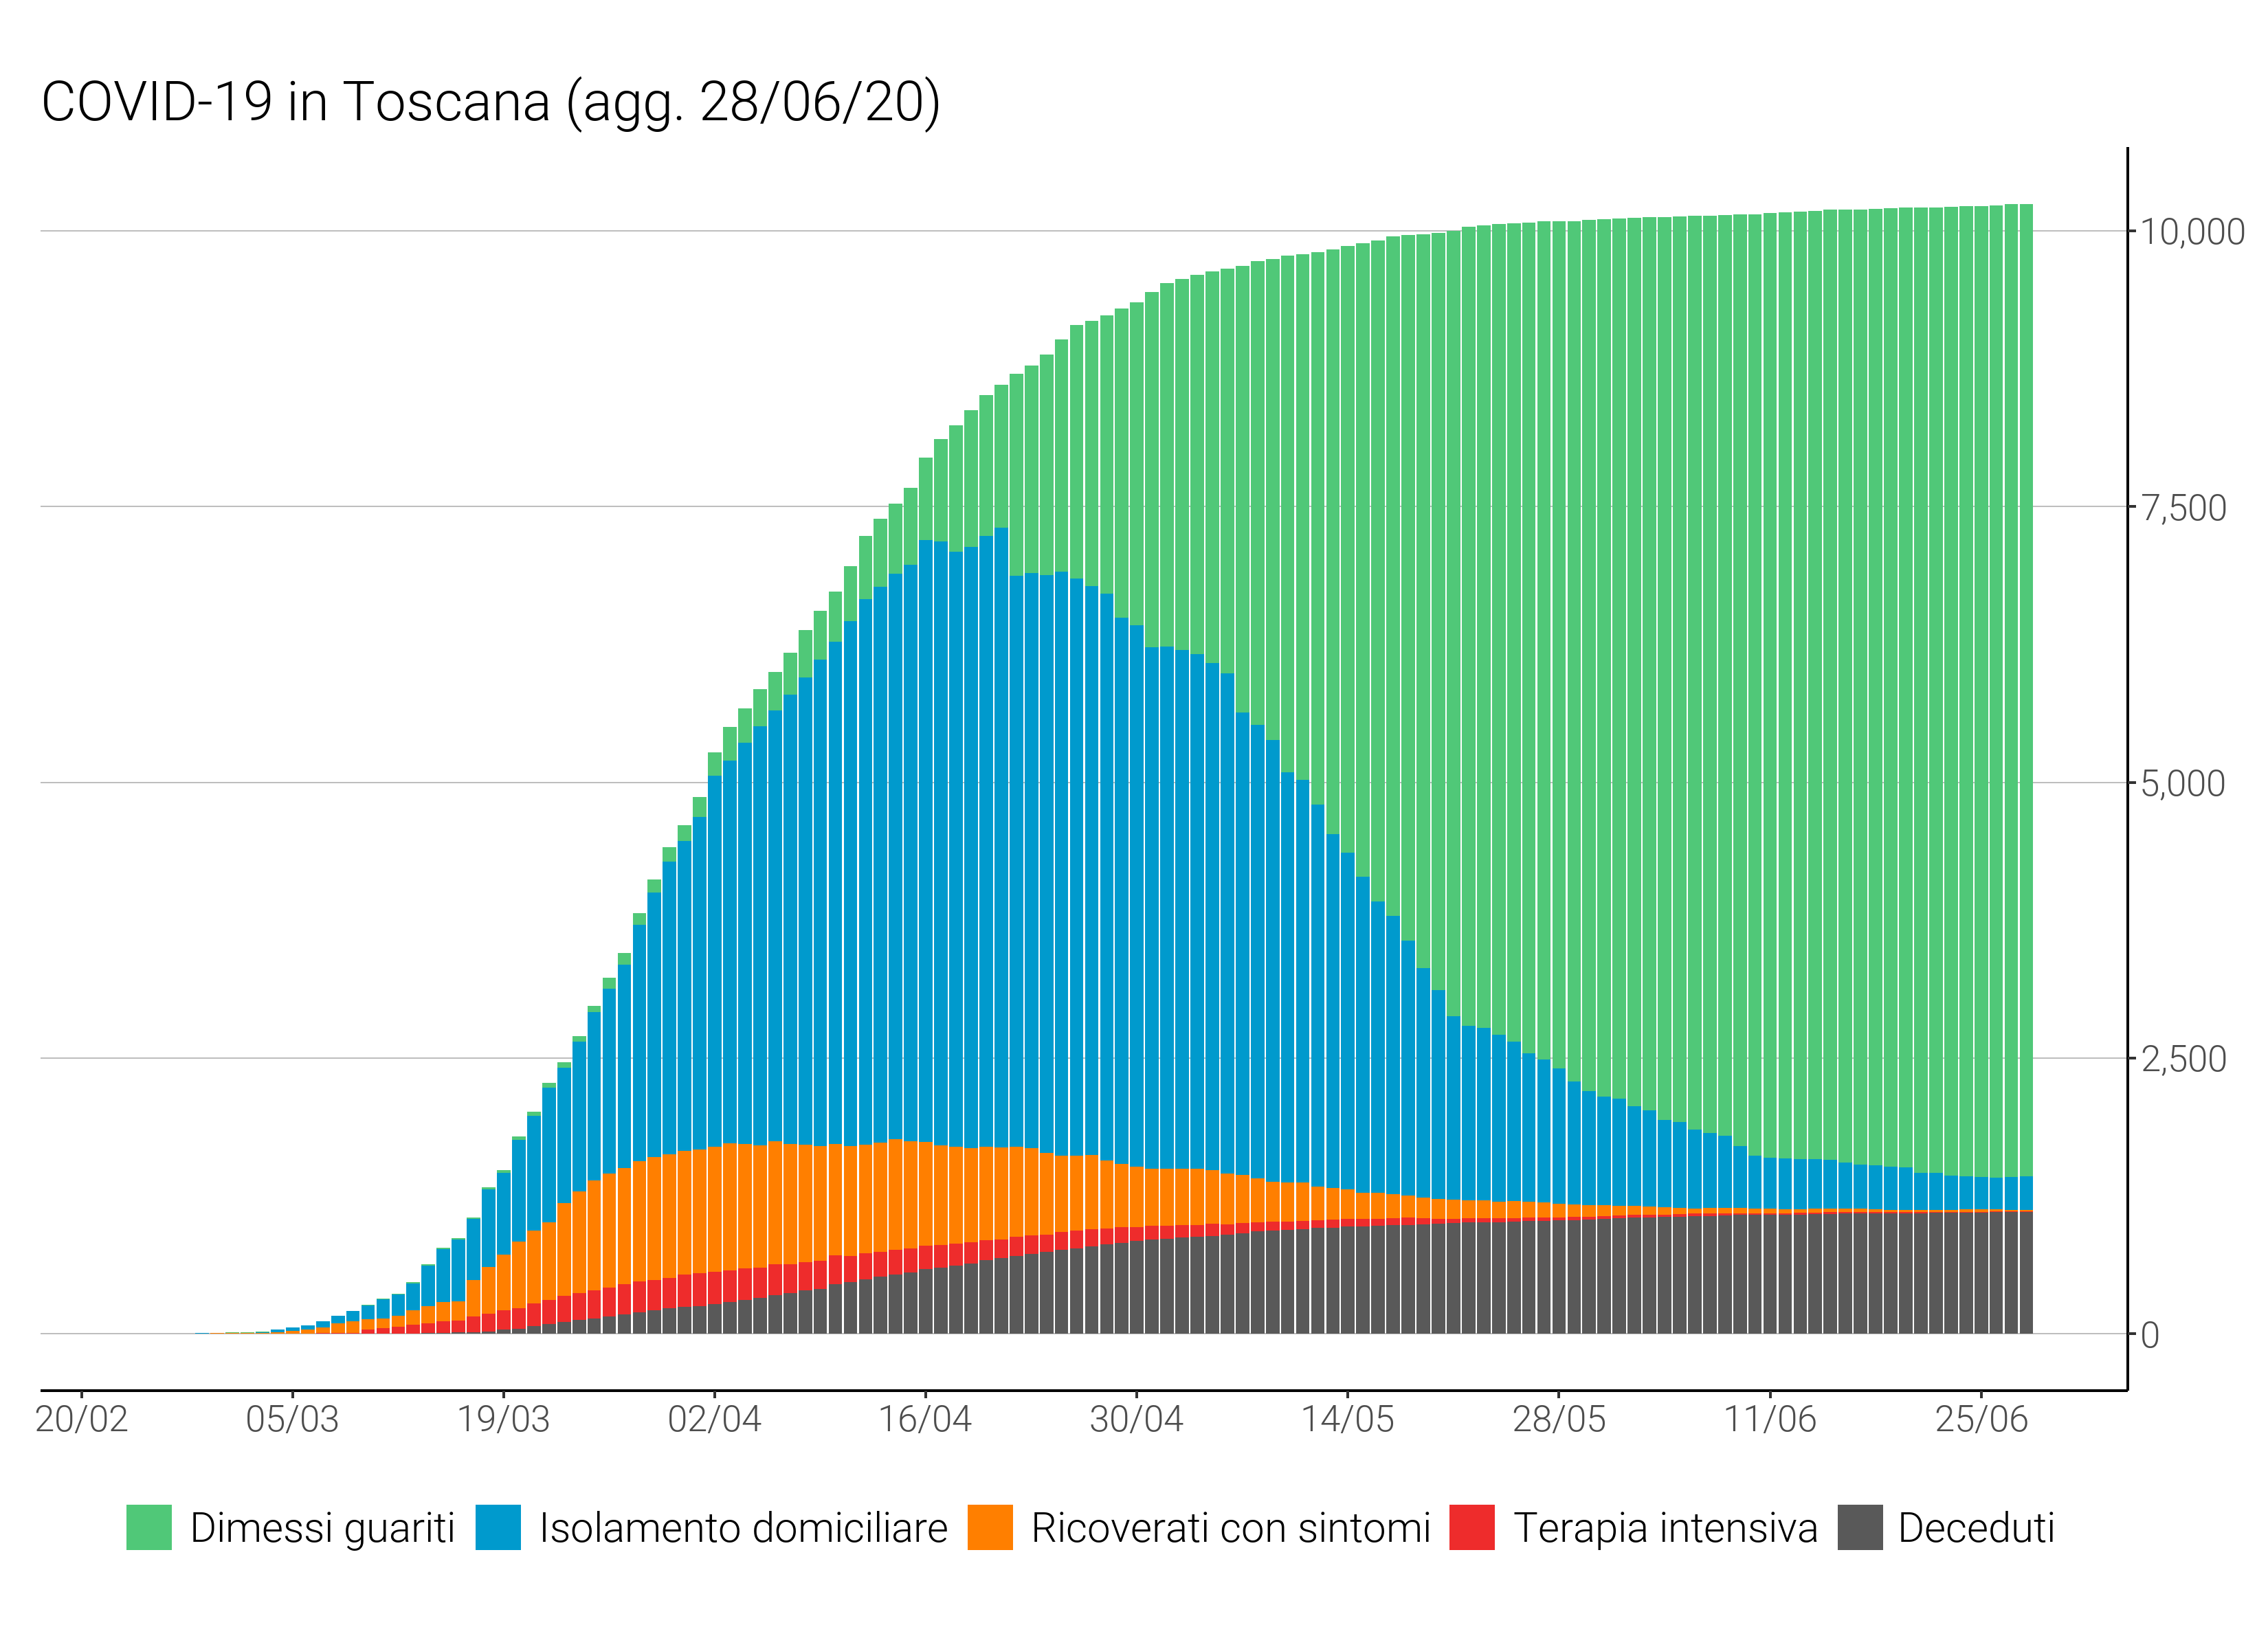 COVID-19 in Toscana (agg. 28/06/20)
10,000
7,500
5,000
2,500
0
20/02 05/03 19/03 02/04 16/04 30/04 14/05 28/05 11/06 25/06
Dimessi guariti Isolamento domiciliare Ricoverati con sintomi Terapia intensiva Deceduti